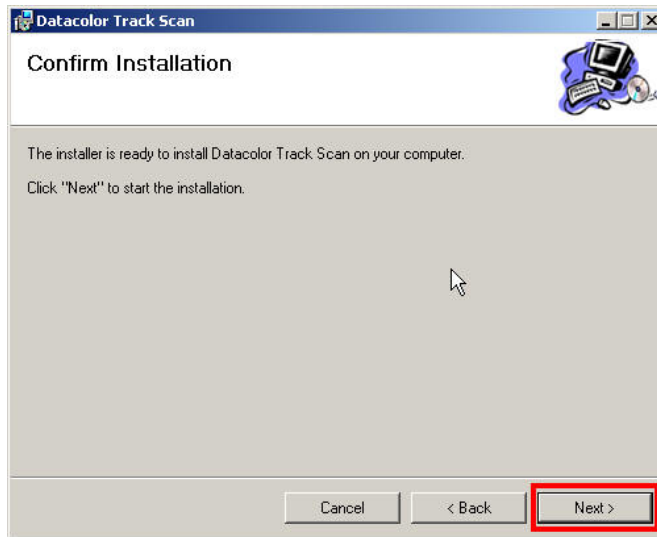 Datacolor Track Scan
Confirm Installation
The installer is ready to install Datacolor Track Scan on your computer.
Click "Next" to start the installation.
Cancel
< Back
Next >